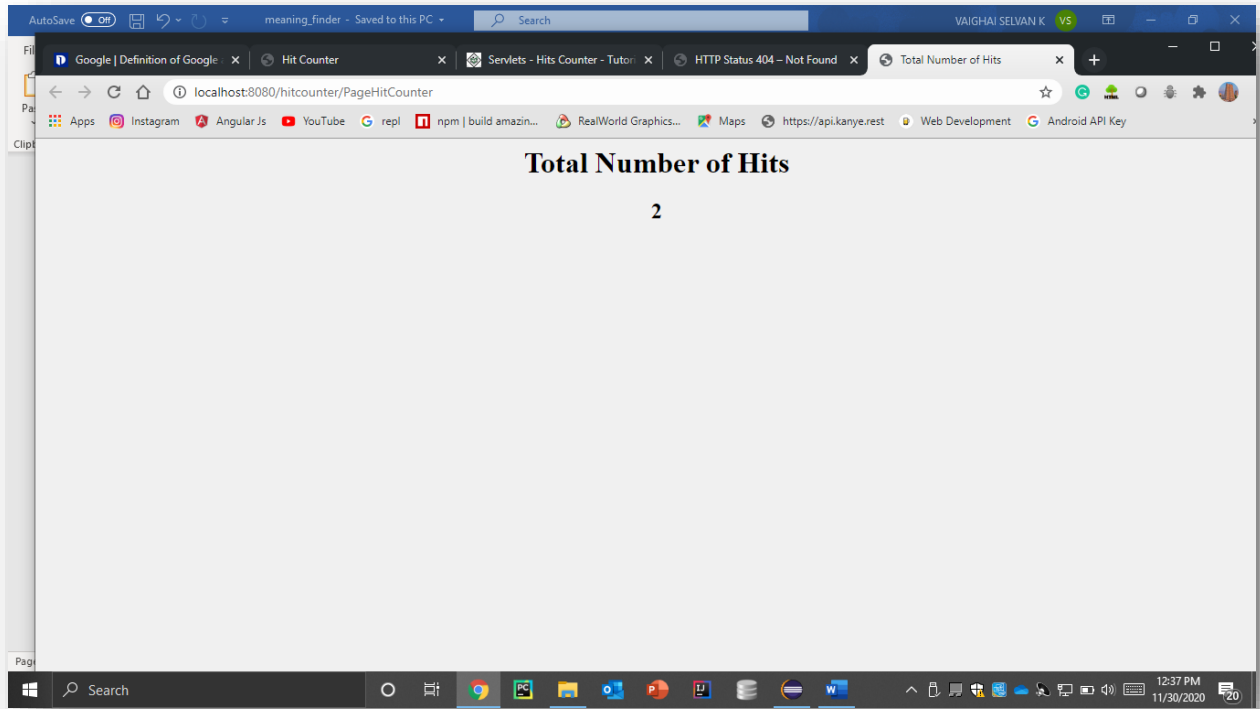 AutoSave Off meaning_finder - Saved to this PC Search VAIGHAI SELVAN K VS
Google | Definition of Google Hit Counter Servlets - Hits Counter - Tutori HTTP Status 404 – Not Found Total Number of Hits
localhost:8080/hitcounter/PageHitCounter
Apps Instagram Angular Js YouTube repl npm | build amazin... RealWorld Graphics... Maps https://api.kanye.rest Web Development Android API Key
Total Number of Hits
2
Search 12:37 PM
11/30/2020 20